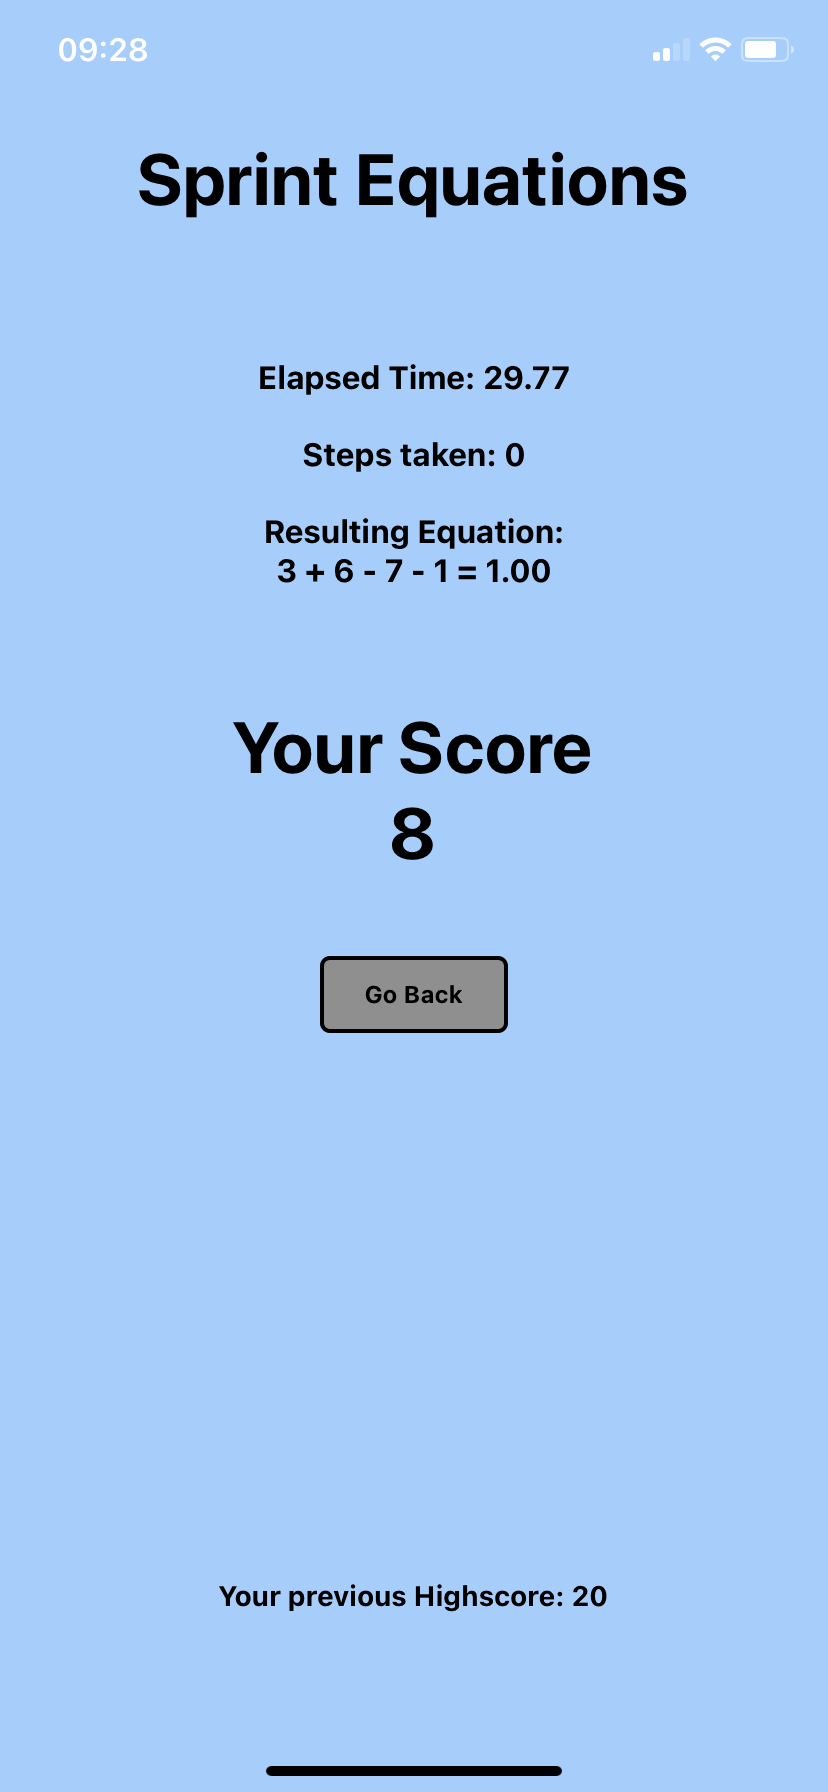 09:28
Sprint Equations
Elapsed Time: 29.77
Steps taken: 0
Resulting Equation:
3 + 6 - 7 - 1 = 1.00
Your Score
8
Go Back
Your previous Highscore: 20